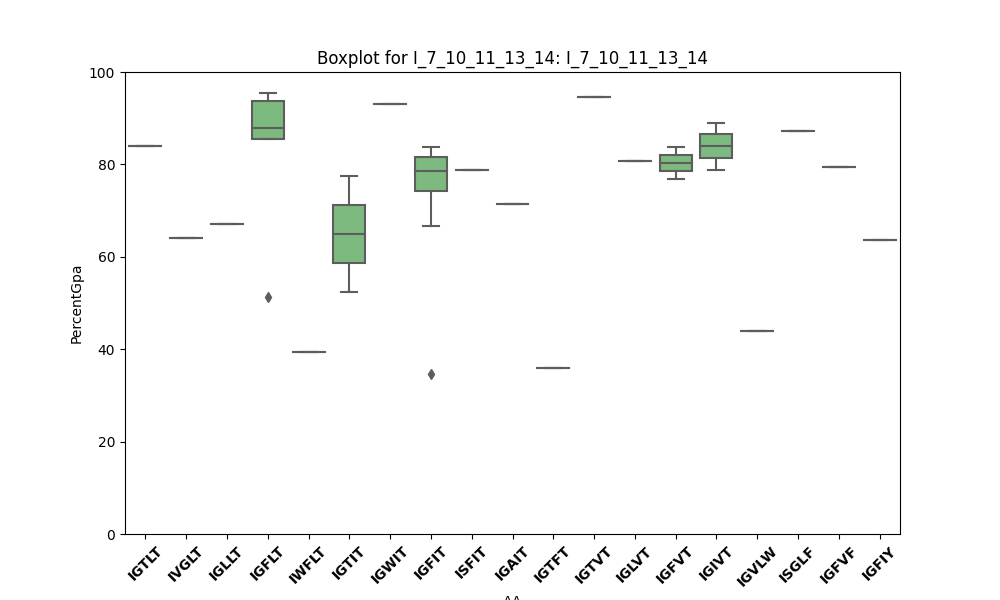 Boxplot for I_7_10_11_13_14: I_7_10_11_13_14
PercentGpa
100
80
60
40
20
0
IGTLT
IVGLT
IGLLT
IGFLT
IWFLT
IGTIT
IGWIT
IGFIT
ISFIT
IGAIT
IGTFT
IGTVT
IGLVT
IGFVT
IGIVT
IGVLW
ISGLF
IGFVF
IGFIY
AA